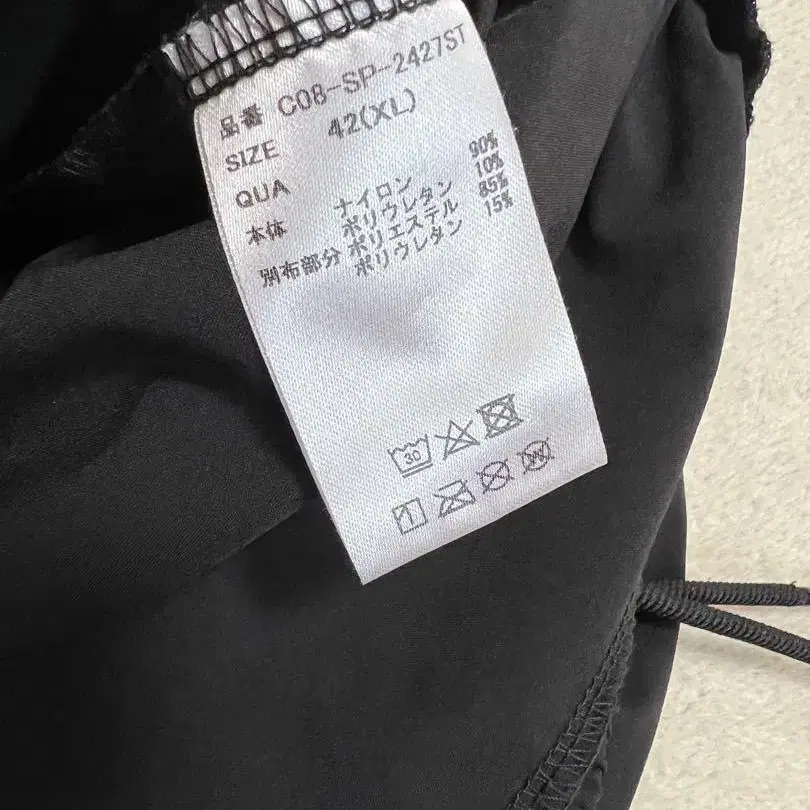 品番 C08-SP-2427ST
SIZE 42(XL)
QUA
本体 ナイロン 90%
ポリウレタン 10%
別布部分 ポリエステル 85%
ポリウレタン 15%
30